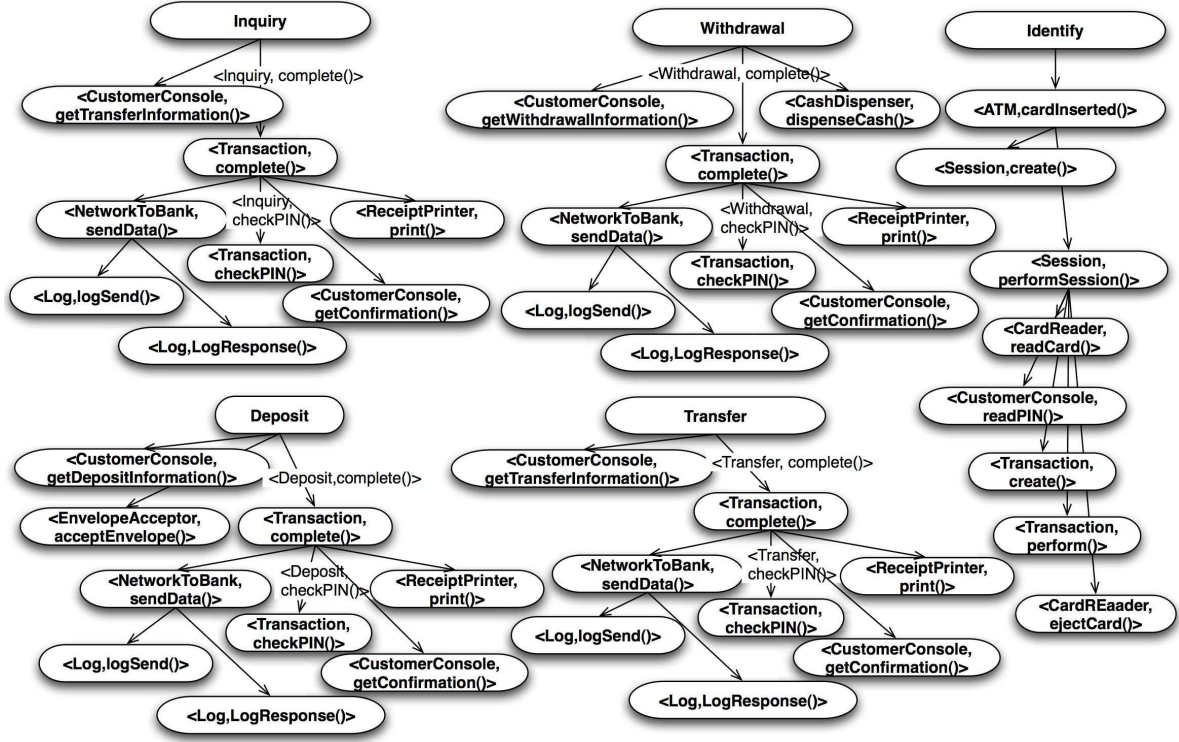 Inquiry
<Inquiry, complete()>
<CustomerConsole,
getTransferInformation()>
<Transaction,
complete()>
<Inquiry,
checkPIN()>
<NetworkToBank,
sendData()>
<ReceiptPrinter,
print()>
<Transaction,
checkPIN()>
<Log,logSend()>
<CustomerConsole,
getConfirmation()>
<Log,LogResponse()>
Withdrawal
<Withdrawal, complete()>
<CustomerConsole,
getWithdrawalInformation()>
<CashDispenser,
dispenseCash()>
<Transaction,
complete()>
<Withdrawal,
checkPIN()>
<NetworkToBank,
sendData()>
<ReceiptPrinter,
print()>
<Transaction,
checkPIN()>
<Log,logSend()>
<CustomerConsole,
getConfirmation()>
<Log,LogResponse()>
Identify
<ATM,cardInserted()>
<Session,create()>
<Session,
performSession()>
<CardReader,
readCard()>
<CustomerConsole,
readPIN()>
<Transaction,
create()>
<Transaction,
perform()>
<CardREaader,
ejectCard()>
Deposit
<CustomerConsole,
getDepositInformation()>
<Deposit,complete()>
<EnvelopeAcceptor,
acceptEnvelope()>
<Transaction,
complete()>
<Deposit,
checkPIN()>
<NetworkToBank,
sendData()>
<ReceiptPrinter,
print()>
<Transaction,
checkPIN()>
<Log,logSend()>
<CustomerConsole,
getConfirmation()>
<Log,LogResponse()>
Transfer
<CustomerConsole,
getTransferInformation()>
<Transfer, complete()>
<Transaction,
complete()>
<Transfer,
checkPIN()>
<NetworkToBank,
sendData()>
<ReceiptPrinter,
print()>
<Transaction,
checkPIN()>
<Log,logSend()>
<CustomerConsole,
getConfirmation()>
<Log,LogResponse()>